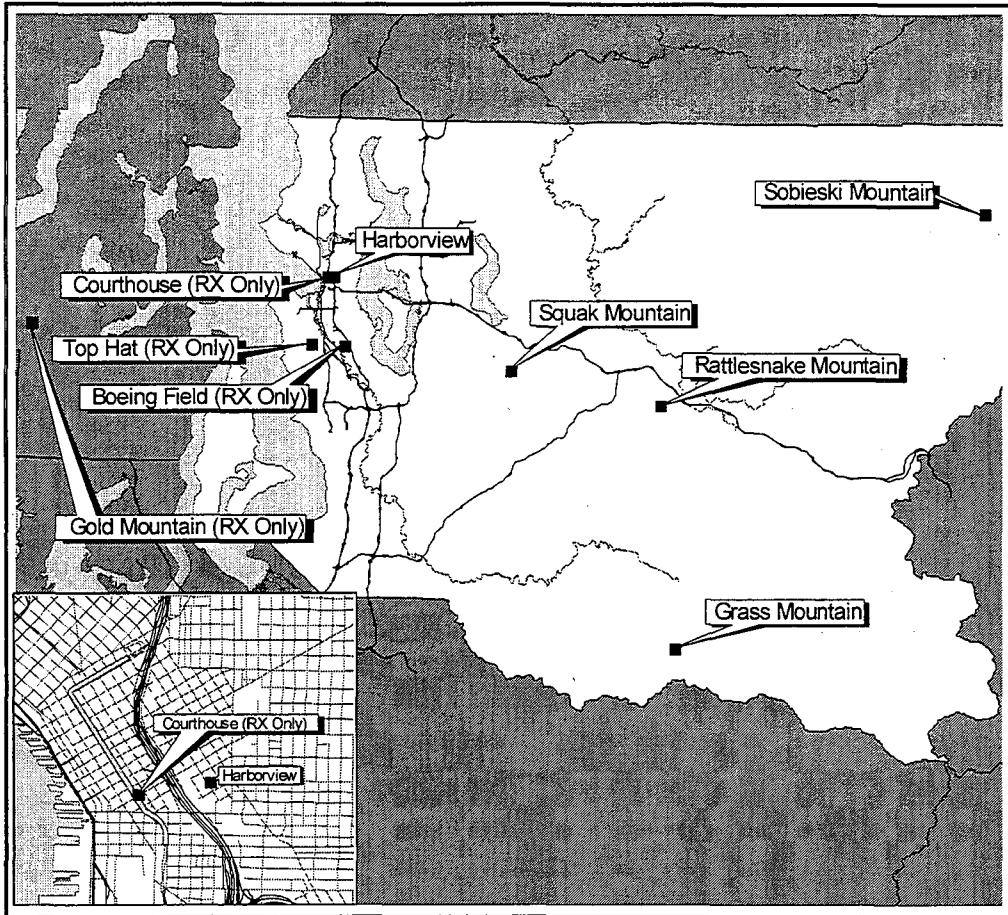 Sobieski Mountain
Harborview
Courthouse (RX Only)
Squak Mountain
Top Hat (RX Only)
Rattlesnake Mountain
Boeing Field (RX Only)
Gold Mountain (RX Only)
Grass Mountain
Courthouse (RX Only)
Harborview